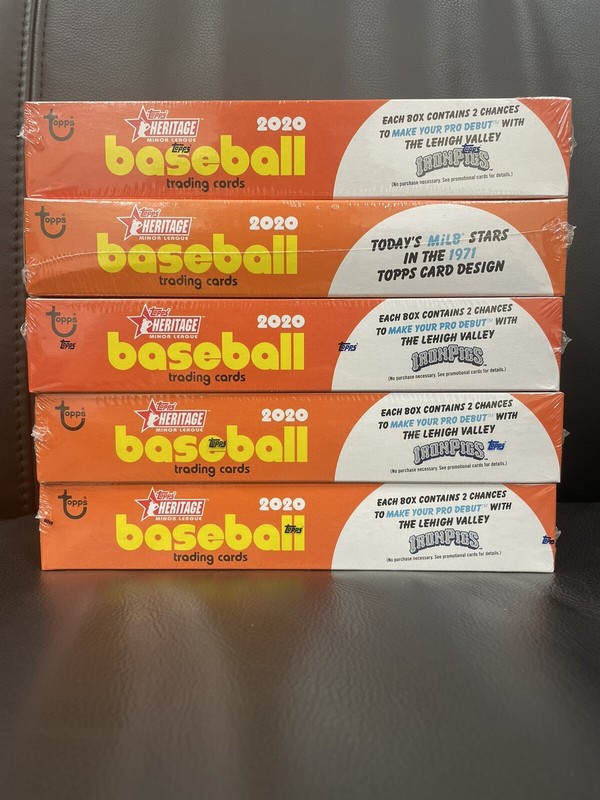 topps
Topps
HERITAGE
MINOR LEAGUE
2020
baseball
Topps
trading cards
EACH BOX CONTAINS 2 CHANCES
TO MAKE YOUR PRO DEBUT™ WITH
THE LEHIGH VALLEY
Topps
IRONPIGS
(No purchase necessary. See promotional cards for details.)
topps
Topps
HERITAGE
MINOR LEAGUE
2020
baseball
trading cards
TODAY'S MiLB STARS
IN THE 1971
TOPPS CARD DESIGN
topps
Topps
HERITAGE
MINOR LEAGUE
2020
Topps
baseball
Topps
trading cards
EACH BOX CONTAINS 2 CHANCES
TO MAKE YOUR PRO DEBUT™ WITH
THE LEHIGH VALLEY
IRONPIGS
(No purchase necessary. See promotional cards for details.)
topps
Topps
HERITAGE
MINOR LEAGUE
2020
baseball
Topps
trading cards
EACH BOX CONTAINS 2 CHANCES
TO MAKE YOUR PRO DEBUT™ WITH
THE LEHIGH VALLEY
IRONPIGS
Topps
(No purchase necessary. See promotional cards for details.)
topps
Topps
HERITAGE
MINOR LEAGUE
2020
baseball
Topps
trading cards
EACH BOX CONTAINS 2 CHANCES
TO MAKE YOUR PRO DEBUT™ WITH
THE LEHIGH VALLEY
IRONPIGS
(No purchase necessary. See promotional cards for details.)